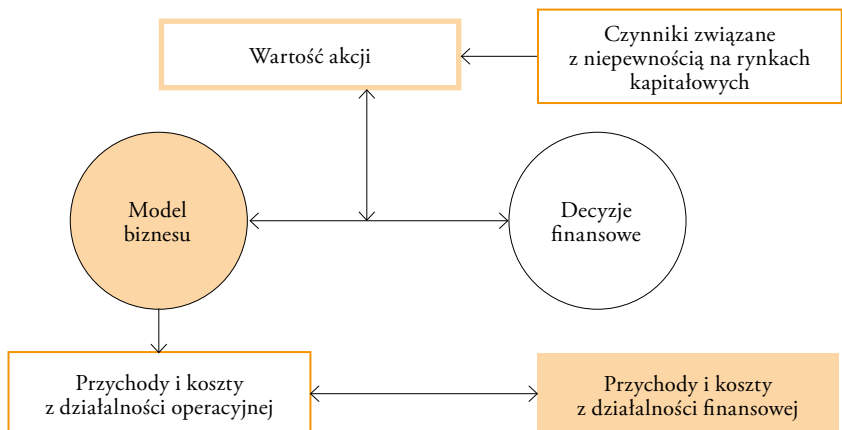 Wartość akcji
Czynniki związane
z niepewnością na rynkach
kapitałowych
Model
biznesu
Decyzje
finansowe
Przychody i koszty
z działalności operacyjnej
Przychody i koszty
z działalności finansowej